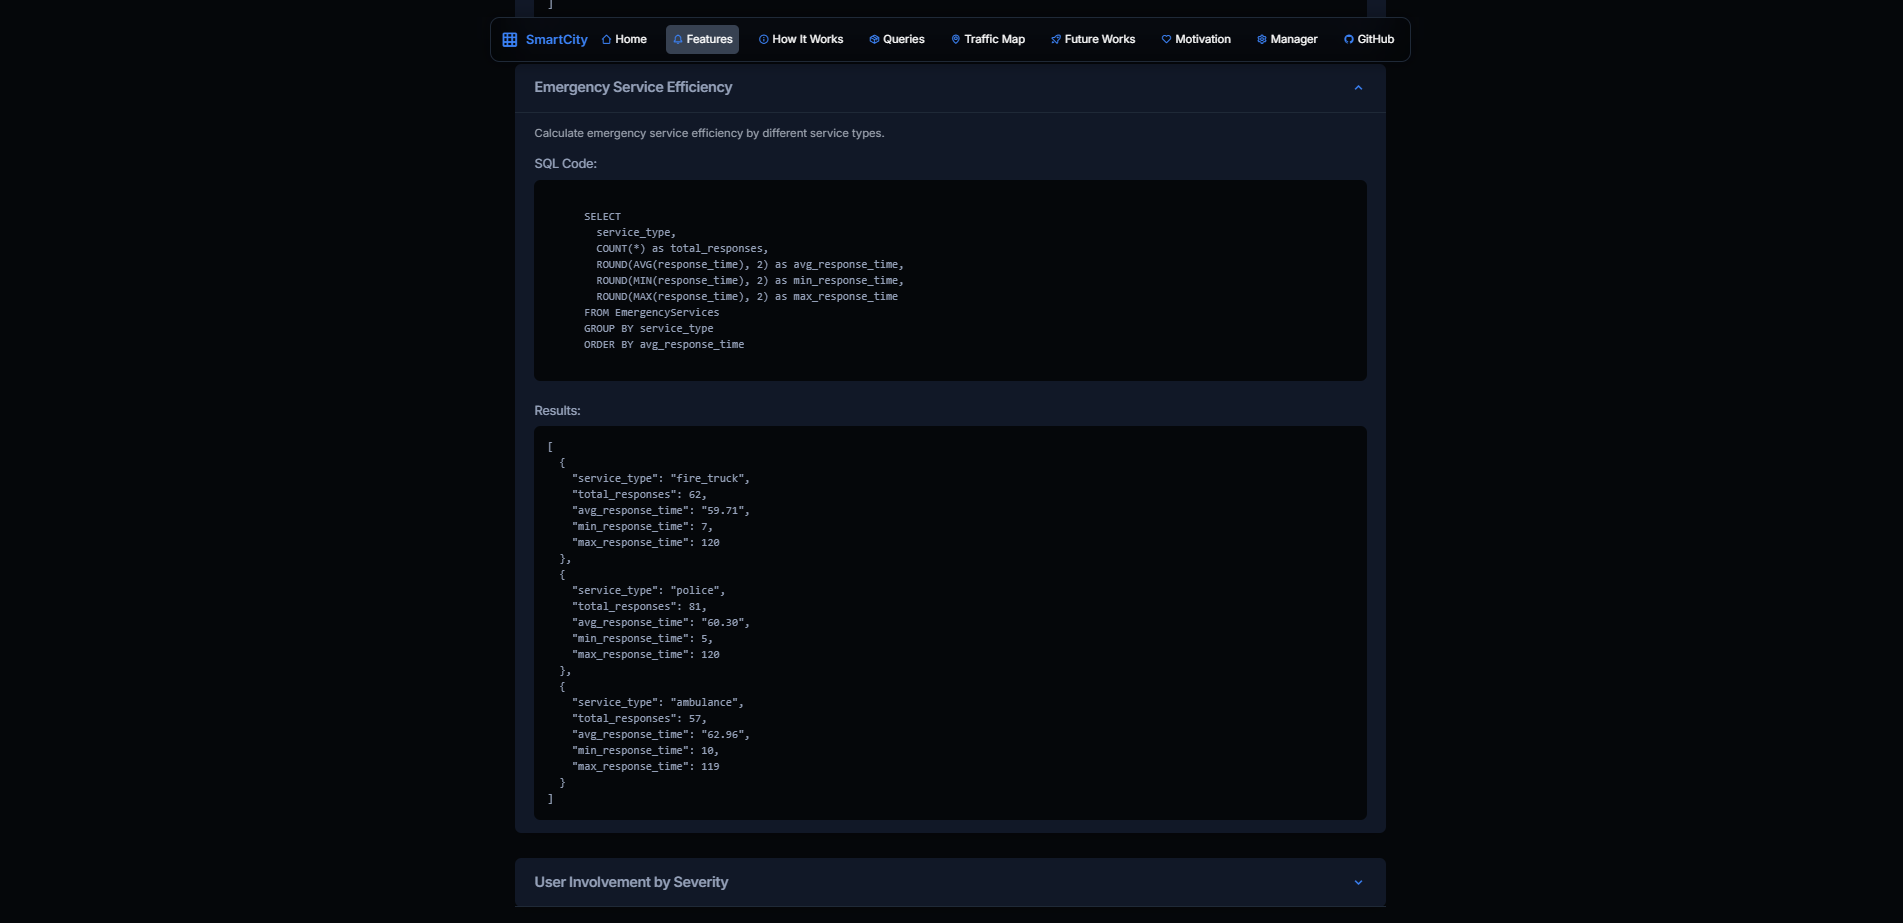 ]
SmartCity Home Features How It Works Queries Traffic Map Future Works Motivation Manager GitHub
Emergency Service Efficiency
Calculate emergency service efficiency by different service types.
SQL Code:
SELECT
  service_type,
  COUNT(*) as total_responses,
  ROUND(AVG(response_time), 2) as avg_response_time,
  ROUND(MIN(response_time), 2) as min_response_time,
  ROUND(MAX(response_time), 2) as max_response_time
FROM EmergencyServices
GROUP BY service_type
ORDER BY avg_response_time
Results:
[
  {
    "service_type": "fire_truck",
    "total_responses": 62,
    "avg_response_time": "59.71",
    "min_response_time": 7,
    "max_response_time": 120
  },
  {
    "service_type": "police",
    "total_responses": 81,
    "avg_response_time": "60.30",
    "min_response_time": 5,
    "max_response_time": 120
  },
  {
    "service_type": "ambulance",
    "total_responses": 57,
    "avg_response_time": "62.96",
    "min_response_time": 10,
    "max_response_time": 119
  }
]
User Involvement by Severity